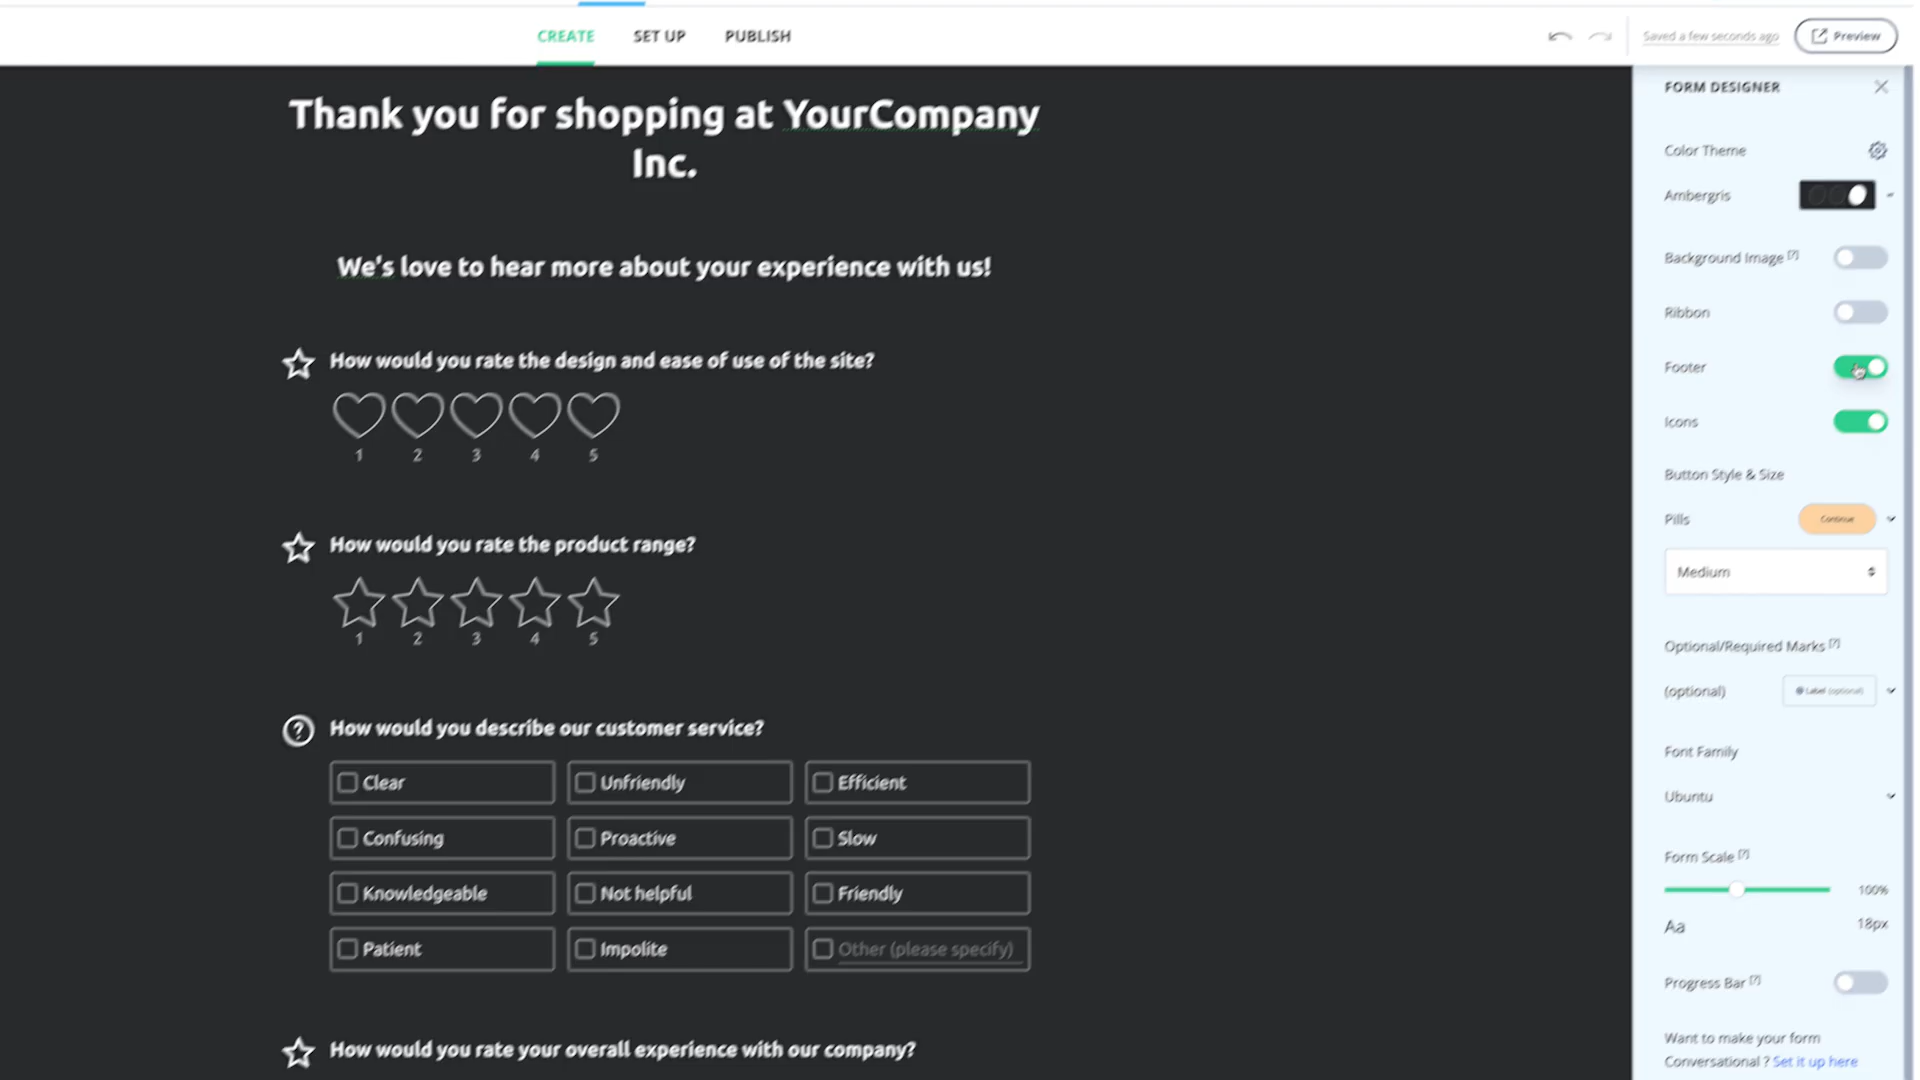 CREATE SET UP PUBLISH
Saved a few seconds ago Preview
Thank you for shopping at YourCompany
Inc.
We's love to hear more about your experience with us!
How would you rate the design and ease of use of the site?
1 2 3 4 5
How would you rate the product range?
1 2 3 4 5
? How would you describe our customer service?
Clear Unfriendly Efficient
Confusing Proactive Slow
Knowledgeable Not helpful Friendly
Patient Impolite Other (please specify)
How would you rate your overall experience with our company?
FORM DESIGNER
Color Theme
Ambergris
Background Image [?]
Ribbon
Footer
Icons
Button Style & Size
Pills Continue
Medium
Optional/Required Marks [?]
(optional) Label (optional)
Font Family
Ubuntu
Form Scale [?]
100%
Aa 18px
Progress Bar [?]
Want to make your form
Conversational ? Set it up here